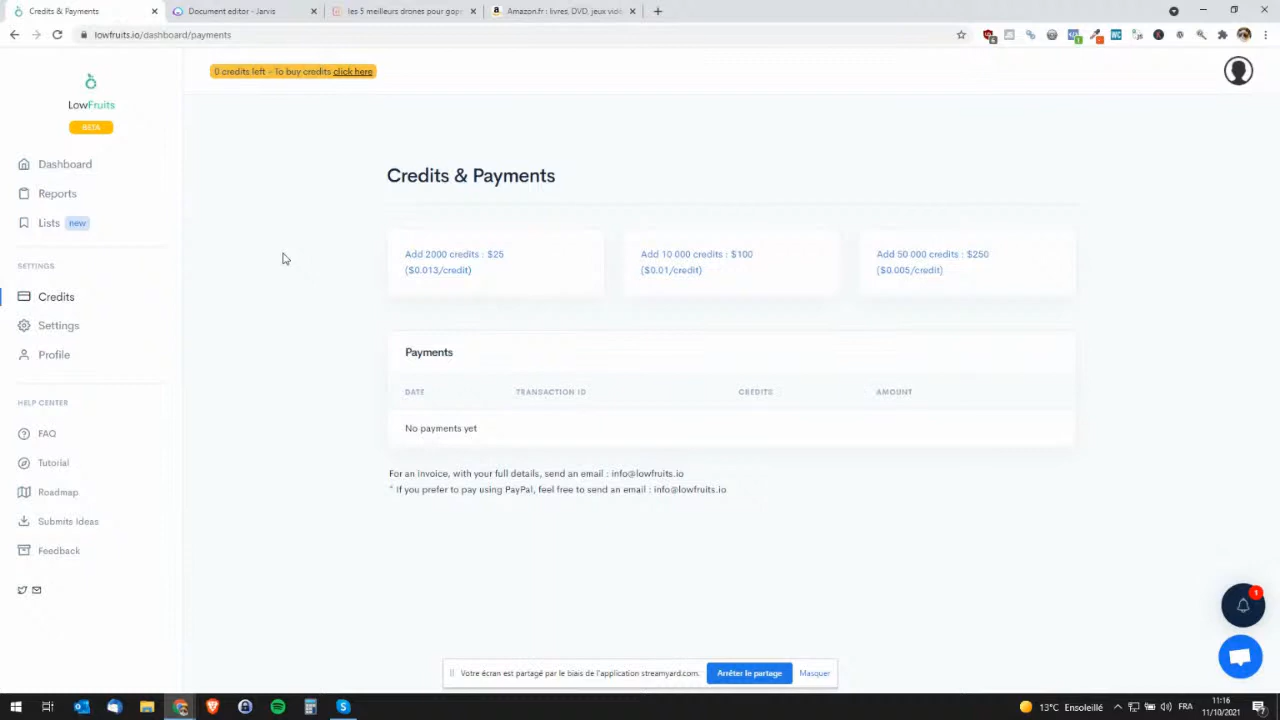 Credits & Payments
Document editor - Jarvis
les 5 meilleurs drones pour gop
Amazon.fr : livres, DVD, jeux vidé
lowfruits.io/dashboard/payments
0 credits left - To buy credits click here
LowFruits
BETA
Dashboard
Reports
Lists new
SETTINGS
Credits
Settings
Profile
HELP CENTER
FAQ
Tutorial
Roadmap
Submits Ideas
Feedback
Credits & Payments
Add 2000 credits : $25
($0.013/credit)
Add 10 000 credits : $100
($0.01/credit)
Add 50 000 credits : $250
($0.005/credit)
Payments
DATE TRANSACTION ID CREDITS AMOUNT
No payments yet
For an invoice, with your full details, send an email : info@lowfruits.io
* If you prefer to pay using PayPal, feel free to send an email : info@lowfruits.io
1
Votre écran est partagé par le biais de l'application streamyard.com. Arrêter le partage Masquer
13°C Ensoleillé
FRA
11:16
11/10/2021